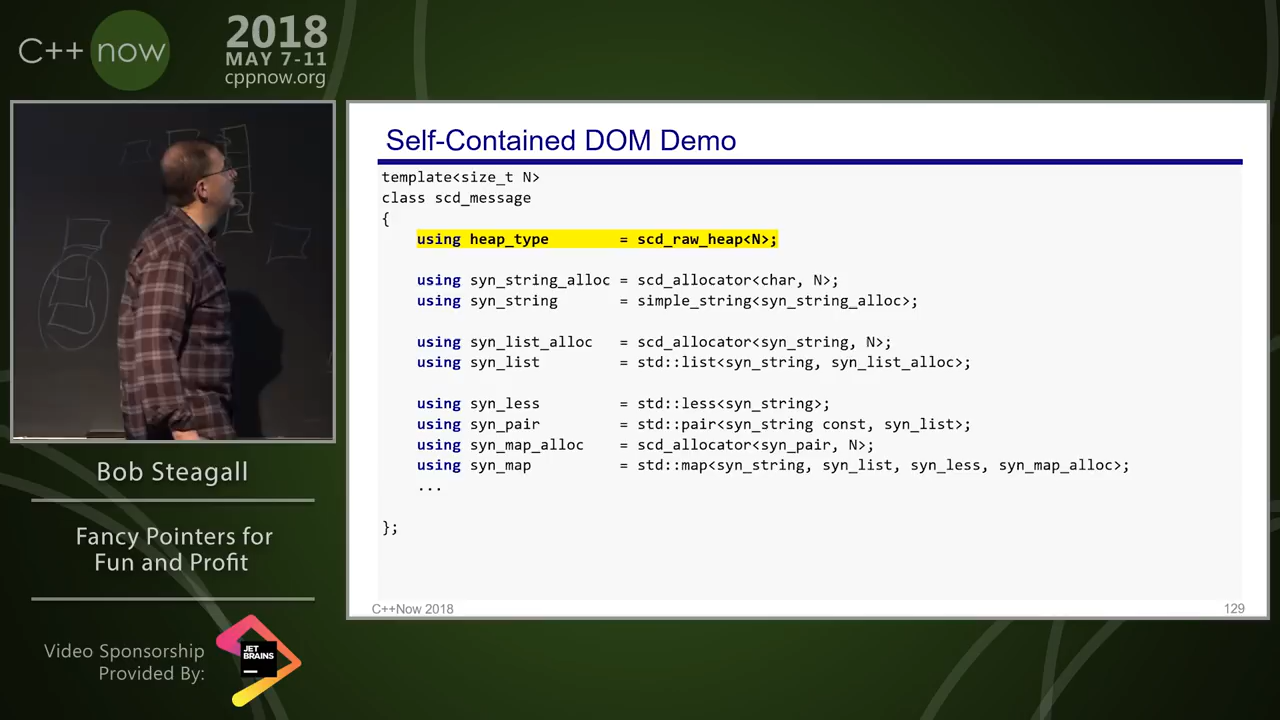 C++ now
2018
MAY 7-11
cppnow.org
Self-Contained DOM Demo
template<size_t N>
class scd_message
{
using heap_type = scd_raw_heap<N>;
using syn_string_alloc = scd_allocator<char, N>;
using syn_string = simple_string<syn_string_alloc>;
using syn_list_alloc = scd_allocator<syn_string, N>;
using syn_list = std::list<syn_string, syn_list_alloc>;
using syn_less = std::less<syn_string>;
using syn_pair = std::pair<syn_string const, syn_list>;
using syn_map_alloc = scd_allocator<syn_pair, N>;
using syn_map = std::map<syn_string, syn_list, syn_less, syn_map_alloc>;
...
};
C++Now 2018
129
Bob Steagall
Fancy Pointers for
Fun and Profit
Video Sponsorship
Provided By:
JET
BRAINS